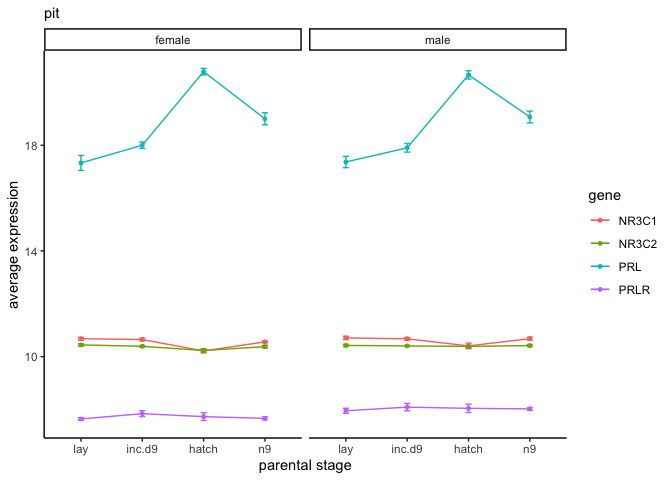 pit
female
male
18
14
10
average expression
lay
inc.d9
hatch
n9
lay
inc.d9
hatch
n9
parental stage
gene
NR3C1
NR3C2
PRL
PRLR